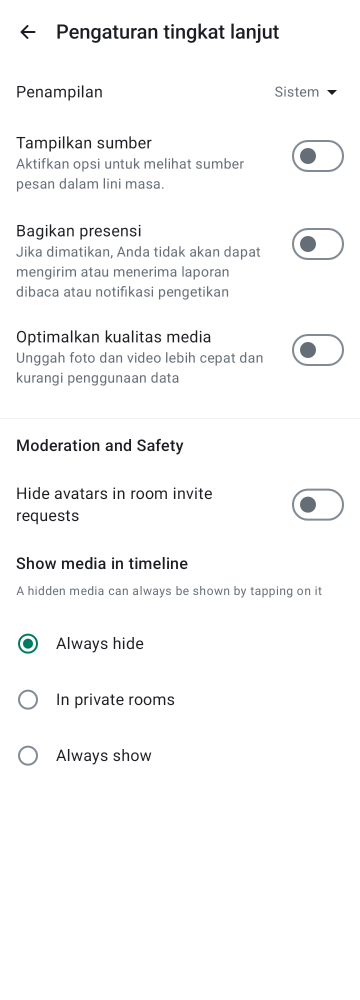 Pengaturan tingkat lanjut
Penampilan
Sistem
Tampilkan sumber
Aktifkan opsi untuk melihat sumber
pesan dalam lini masa.
Bagikan presensi
Jika dimatikan, Anda tidak akan dapat
mengirim atau menerima laporan
dibaca atau notifikasi pengetikan
Optimalkan kualitas media
Unggah foto dan video lebih cepat dan
kurangi penggunaan data
Moderation and Safety
Hide avatars in room invite
requests
Show media in timeline
A hidden media can always be shown by tapping on it
Always hide
In private rooms
Always show